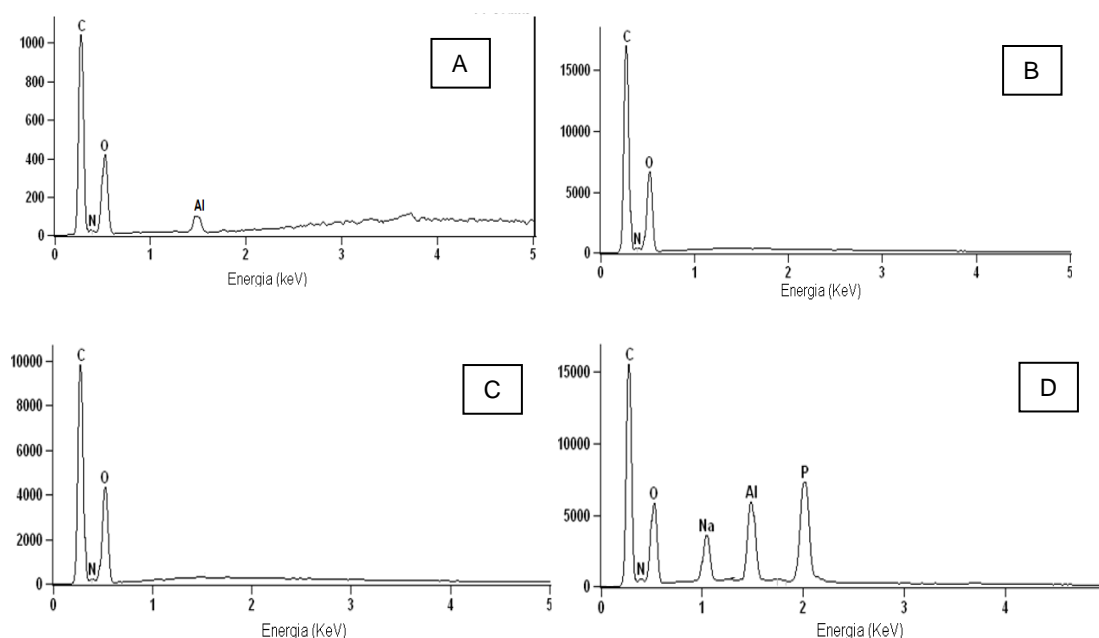 A
C
1000
800
O
600
400
Al
200
N
0
0 1 2 3 4 5
Energia (keV)
B
C
15000
10000
O
5000
N
0
0 1 2 3 4 5
Energia (KeV)
C
C
10000
8000
6000
O
4000
2000
N
0
0 1 2 3 4 5
Energia (KeV)
D
C
15000
10000
P
O
Al
5000
Na
N
0
0 1 2 3 4
Energia (KeV)